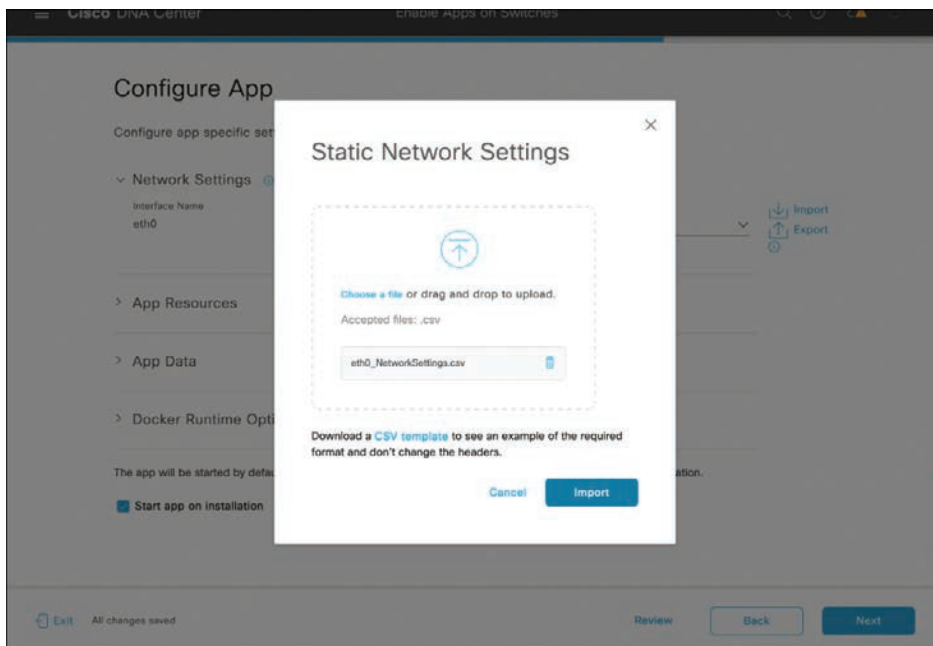 Cisco DNA Center
Enable Apps on Switches
Configure App
Configure app specific set
Network Settings
Interface Name
eth0
Import
Export
App Resources
App Data
Docker Runtime Opti
The app will be started by defau
ation.
Start app on installation
Static Network Settings
Choose a file or drag and drop to upload.
Accepted files: .csv
eth0_NetworkSettings.csv
Download a CSV template to see an example of the required
format and don't change the headers.
Cancel
Import
Exit
All changes saved
Review
Back
Next